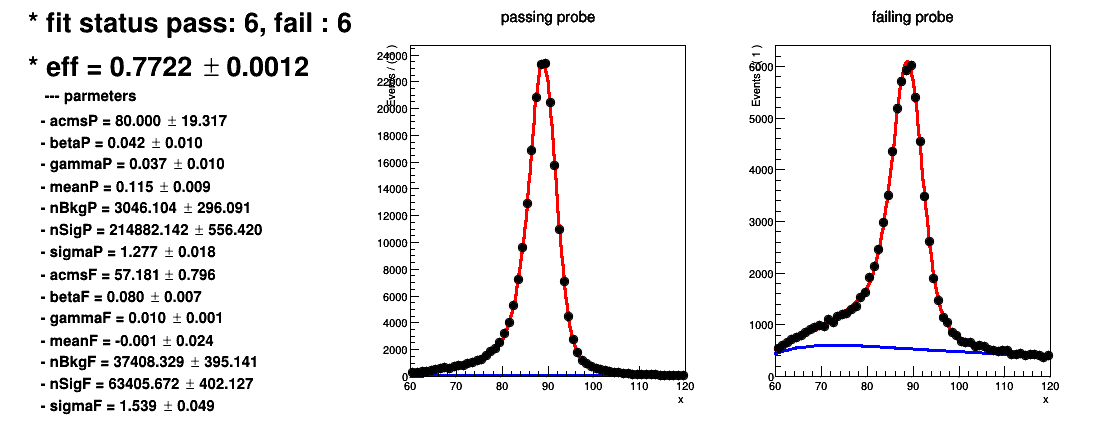 * fit status pass: 6, fail : 6
* eff = 0.7722 ± 0.0012
--- parmeters
- acmsP = 80.000 ± 19.317
- betaP = 0.042 ± 0.010
- gammaP = 0.037 ± 0.010
- meanP = 0.115 ± 0.009
- nBkgP = 3046.104 ± 296.091
- nSigP = 214882.142 ± 556.420
- sigmaP = 1.277 ± 0.018
- acmsF = 57.181 ± 0.796
- betaF = 0.080 ± 0.007
- gammaF = 0.010 ± 0.001
- meanF = -0.001 ± 0.024
- nBkgF = 37408.329 ± 395.141
- nSigF = 63405.672 ± 402.127
- sigmaF = 1.539 ± 0.049
passing probe
Events / (
24000
22000
20000
18000
16000
14000
12000
10000
8000
6000
4000
2000
0
60 70 80 90 100 110 120
x
failing probe
Events / ( 1 )
6000
5000
4000
3000
2000
1000
0
60 70 80 90 100 110 120
x